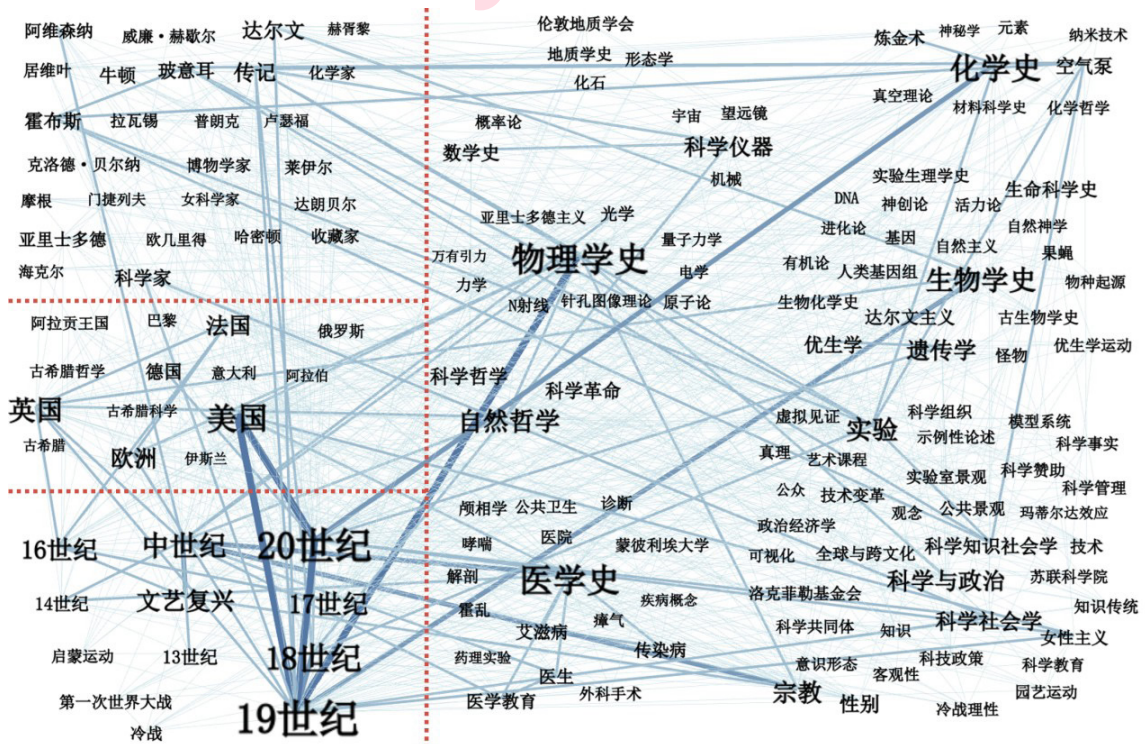 阿维森纳
威廉·赫歇尔
达尔文
赫胥黎
居维叶
牛顿
玻意耳
传记
化学家
霍布斯
拉瓦锡
普朗克
卢瑟福
克洛德·贝尔纳
博物学家
莱伊尔
摩根
门捷列夫
女科学家
达朗贝尔
亚里士多德
欧几里得
哈密顿
收藏家
海克尔
科学家
阿拉贡王国
巴黎
法国
俄罗斯
古希腊哲学
德国
意大利
阿拉伯
英国
古希腊科学
美国
古希腊
欧洲
伊斯兰
16世纪
中世纪
20世纪
14世纪
文艺复兴
17世纪
启蒙运动
13世纪
18世纪
第一次世界大战
19世纪
冷战
伦敦地质学会
地质学史
形态学
化石
炼金术
神秘学
元素
纳米技术
化学史
空气泵
真空理论
材料科学史
化学哲学
概率论
宇宙
望远镜
数学史
科学仪器
机械
实验生理学史
生命科学史
DNA
神创论
活力论
亚里士多德主义
光学
进化论
基因
自然主义
自然神学
量子力学
果蝇
万有引力
物理学史
电学
有机论
人类基因组
生物学史
物种起源
力学
N射线
针孔图像理论
原子论
生物化学史
达尔文主义
古生物学史
优生学
遗传学
怪物
优生学运动
科学哲学
科学革命
自然哲学
虚拟见证
实验
科学组织
模型系统
示例性论述
科学事实
真理
艺术课程
实验室景观
科学赞助
科学管理
公众
技术变革
观念
公共景观
玛蒂尔达效应
颅相学
公共卫生
诊断
政治经济学
哮喘
医院
蒙彼利埃大学
可视化
全球与跨文化
科学知识社会学
技术
解剖
医学史
科学与政治
苏联科学院
霍乱
疾病概念
洛克菲勒基金会
知识传统
艾滋病
瘴气
科学共同体
知识
科学社会学
女性主义
药理实验
传染病
意识形态
科技政策
科学教育
医生
客观性
医学教育
外科手术
宗教
性别
冷战理性
园艺运动